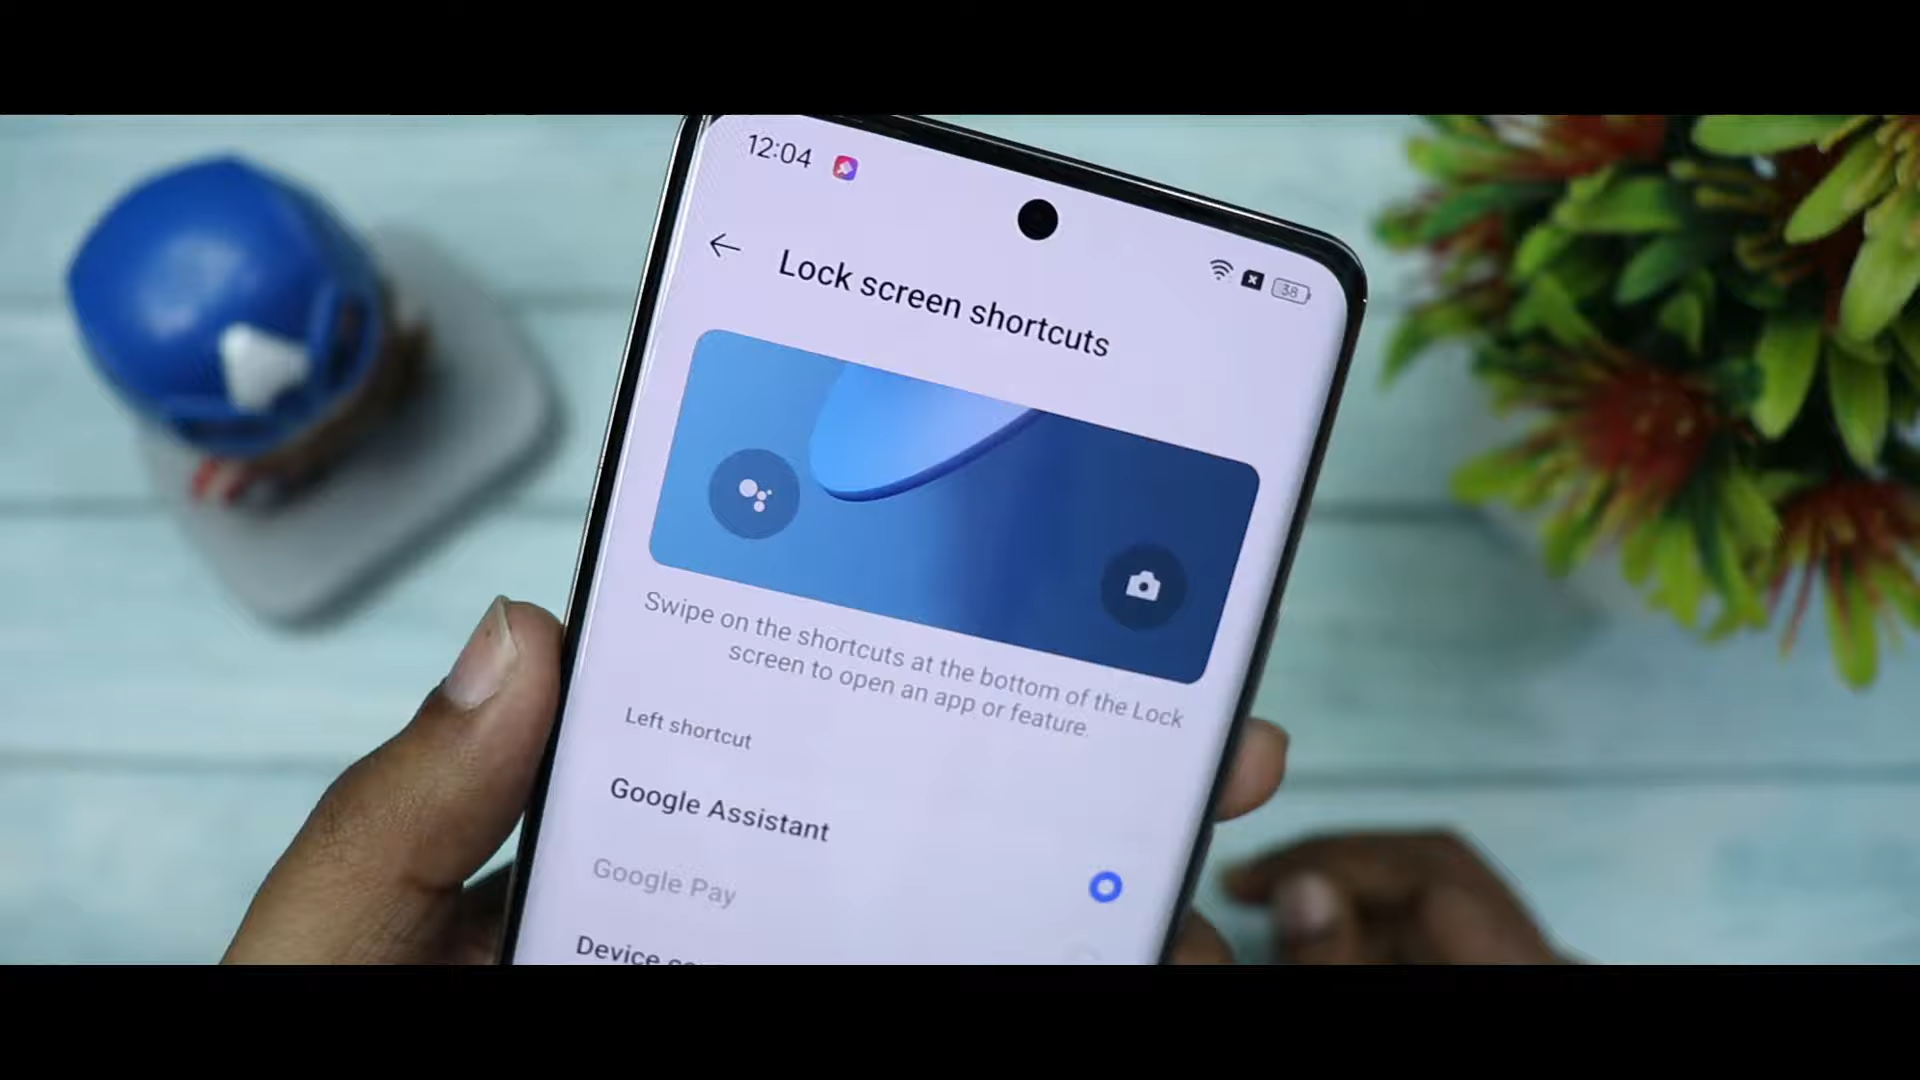 12:04
38
Lock screen shortcuts
Swipe on the shortcuts at the bottom of the Lock
screen to open an app or feature.
Left shortcut
Google Assistant
Google Pay
Device